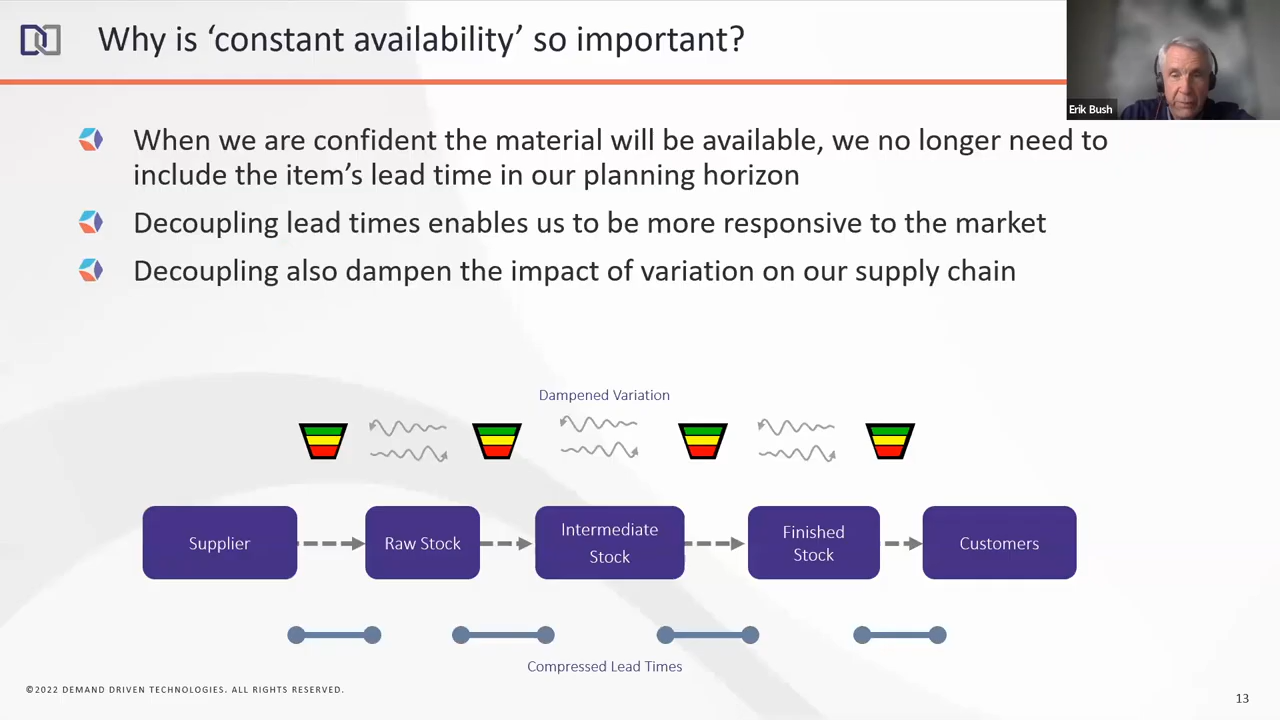 Why is ‘constant availability’ so important?
Erik Bush
When we are confident the material will be available, we no longer need to
include the item’s lead time in our planning horizon
Decoupling lead times enables us to be more responsive to the market
Decoupling also dampen the impact of variation on our supply chain
Dampened Variation
Supplier
Raw Stock
Intermediate
Stock
Finished
Stock
Customers
Compressed Lead Times
©2022 DEMAND DRIVEN TECHNOLOGIES. ALL RIGHTS RESERVED.
13